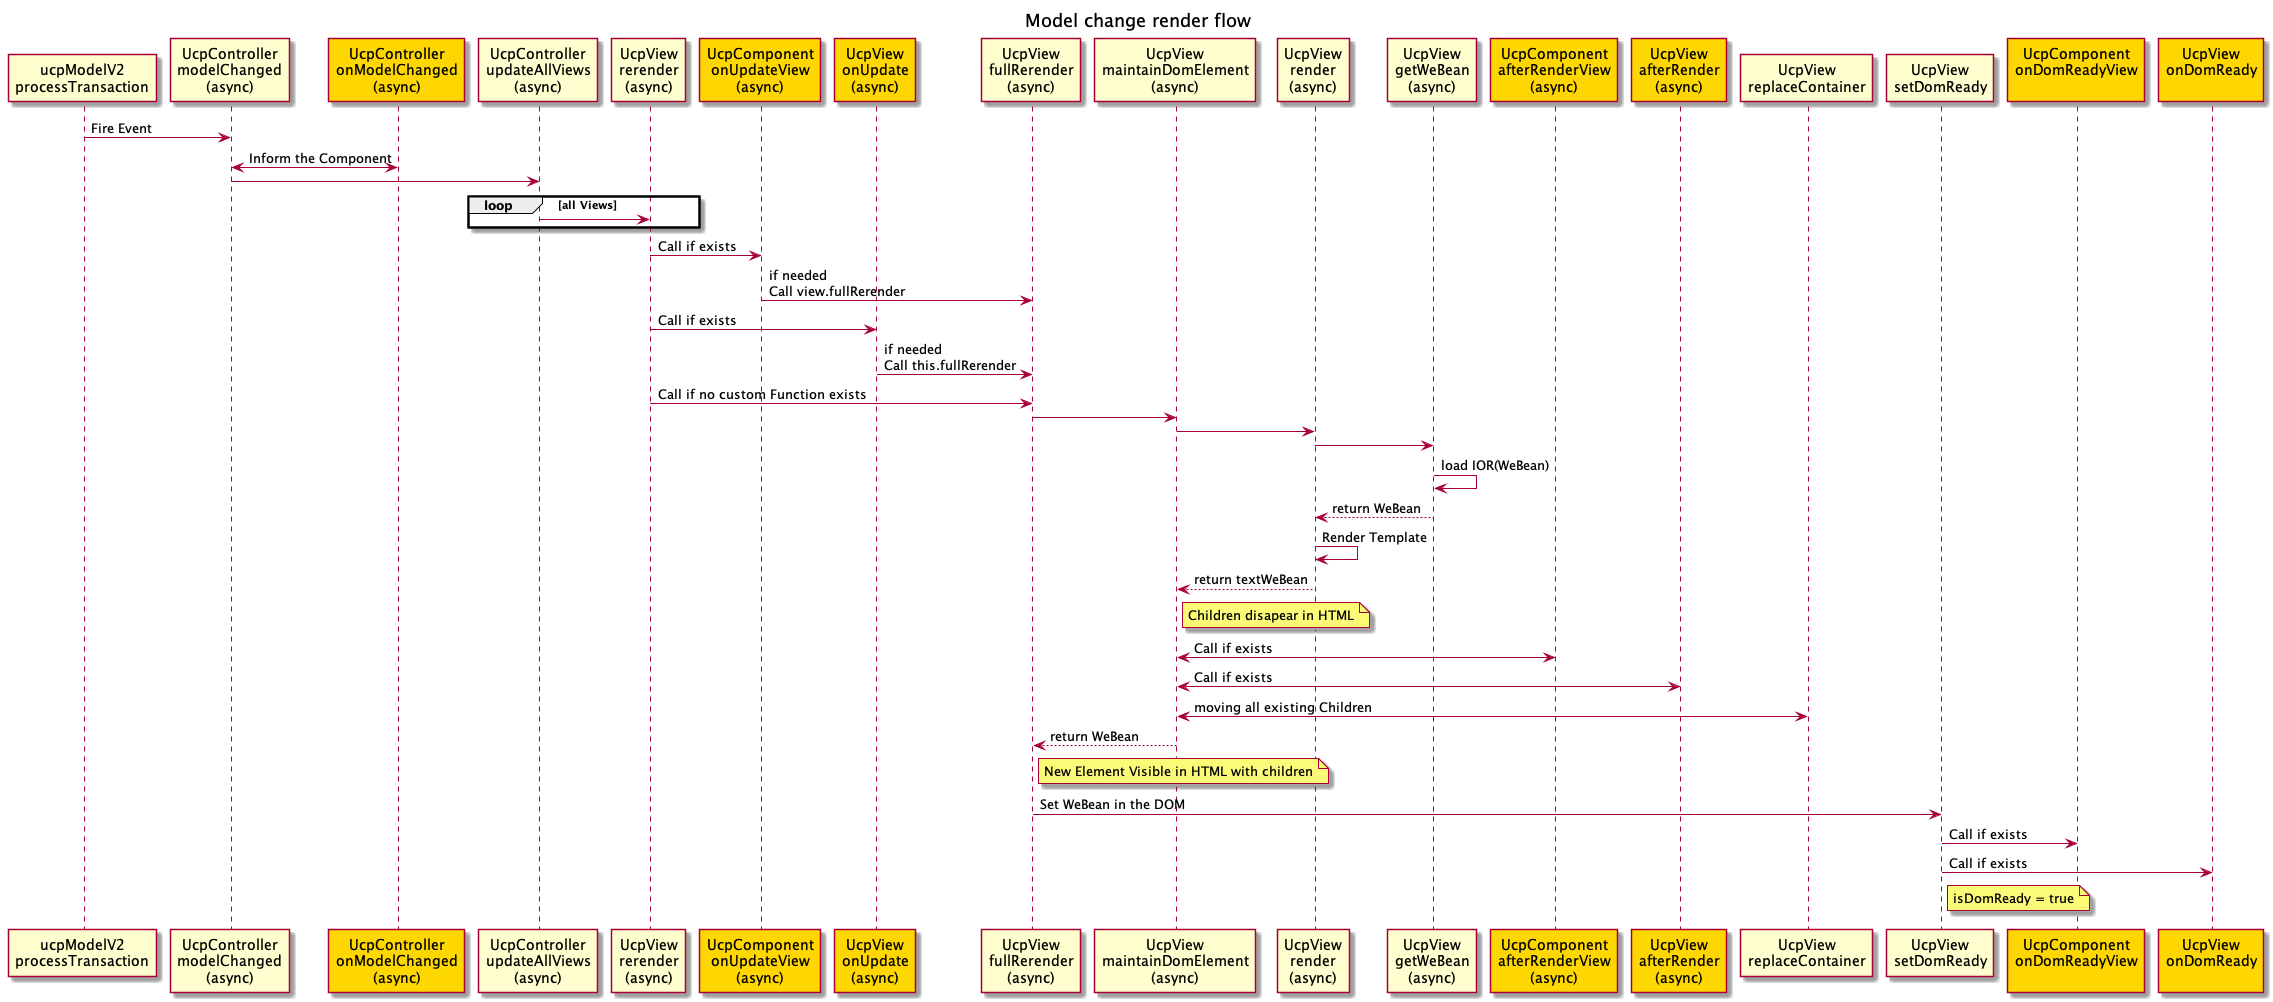 Model change render flow
ucpModelV2
processTransaction
UcpController
modelChanged
(async)
UcpController
onModelChanged
(async)
UcpController
updateAllViews
(async)
UcpView
rerender
(async)
UcpComponent
onUpdateView
(async)
UcpView
onUpdate
(async)
UcpView
fullRerender
(async)
UcpView
maintainDomElement
(async)
UcpView
render
(async)
UcpView
getWeBean
(async)
UcpComponent
afterRenderView
(async)
UcpView
afterRender
(async)
UcpView
replaceContainer
UcpView
setDomReady
UcpComponent
onDomReadyView
UcpView
onDomReady
Fire Event
Inform the Component
loop [all Views]
Call if exists
if needed
Call view.fullRerender
Call if exists
if needed
Call this.fullRerender
Call if no custom Function exists
load IOR(WeBean)
return WeBean
Render Template
return textWeBean
Children disapear in HTML
Call if exists
Call if exists
moving all existing Children
return WeBean
New Element Visible in HTML with children
Set WeBean in the DOM
Call if exists
Call if exists
isDomReady = true
ucpModelV2
processTransaction
UcpController
modelChanged
(async)
UcpController
onModelChanged
(async)
UcpController
updateAllViews
(async)
UcpView
rerender
(async)
UcpComponent
onUpdateView
(async)
UcpView
onUpdate
(async)
UcpView
fullRerender
(async)
UcpView
maintainDomElement
(async)
UcpView
render
(async)
UcpView
getWeBean
(async)
UcpComponent
afterRenderView
(async)
UcpView
afterRender
(async)
UcpView
replaceContainer
UcpView
setDomReady
UcpComponent
onDomReadyView
UcpView
onDomReady